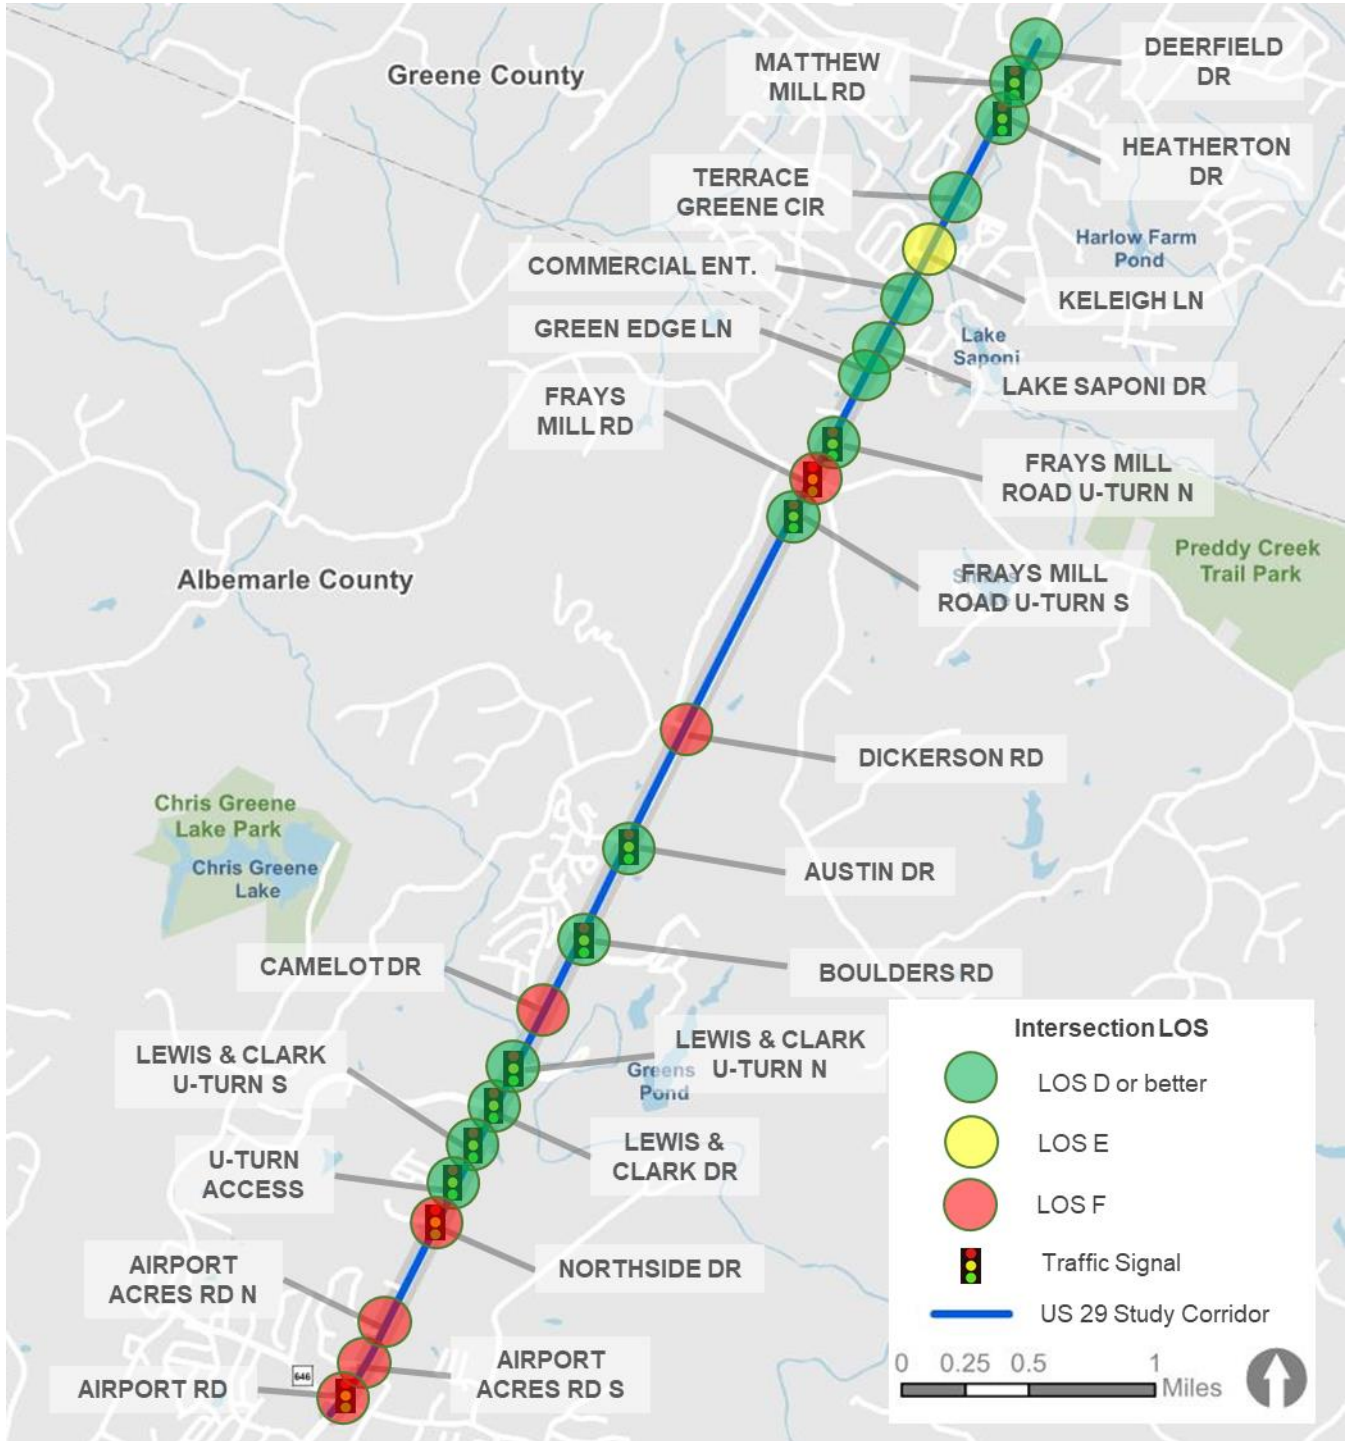 DEERFIELD
DR
Greene County
MATTHEW
MILL RD
HEATHERTON
DR
TERRACE
GREENE CIR
Harlow Farm
Pond
COMMERCIAL ENT.
KELEIGH LN
GREEN EDGE LN
Lake
Saponi
LAKE SAPONI DR
FRAYS
MILL RD
FRAYS MILL
ROAD U-TURN N
Preddy Creek
Trail Park
Albemarle County
FRAYS MILL
ROAD U-TURN S
DICKERSON RD
Chris Greene
Lake Park
Chris Greene
Lake
AUSTIN DR
CAMELOT DR
BOULDERS RD
LEWIS & CLARK
U-TURN S
LEWIS & CLARK
U-TURN N
Greens
Pond
LEWIS &
CLARK DR
U-TURN
ACCESS
NORTHSIDE DR
AIRPORT
ACRES RD N
AIRPORT
ACRES RD S
646
AIRPORT RD
Intersection LOS
LOS D or better
LOS E
LOS F
Traffic Signal
US 29 Study Corridor
0 0.25 0.5 1
Miles